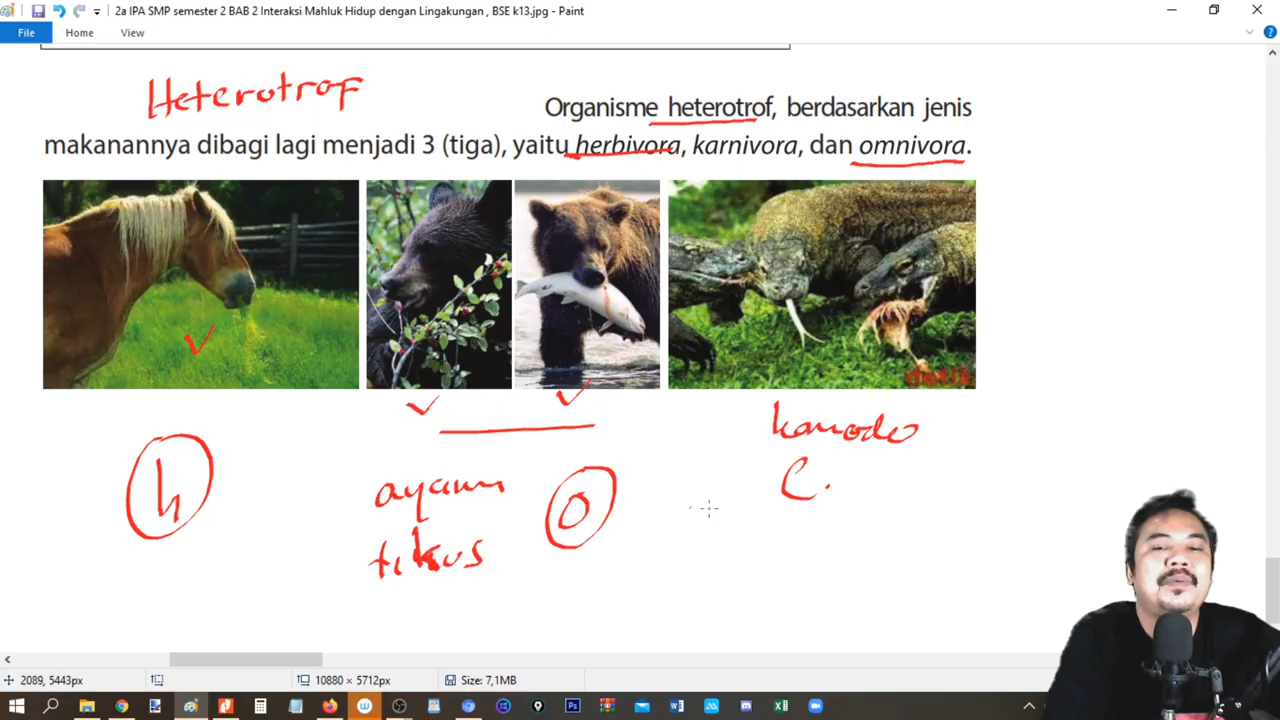 2a IPA SMP semester 2 BAB 2 Interaksi Mahluk Hidup dengan Lingakungan , BSE k13.jpg - Paint
File Home View
Heterotrof
Organisme heterotrof, berdasarkan jenis
makanannya dibagi lagi menjadi 3 (tiga), yaitu herbivora, karnivora, dan omnivora.
detik
komodo
h
ayam
O
C.
tikus
2089, 5443px
10880 × 5712px
Size: 7,1MB